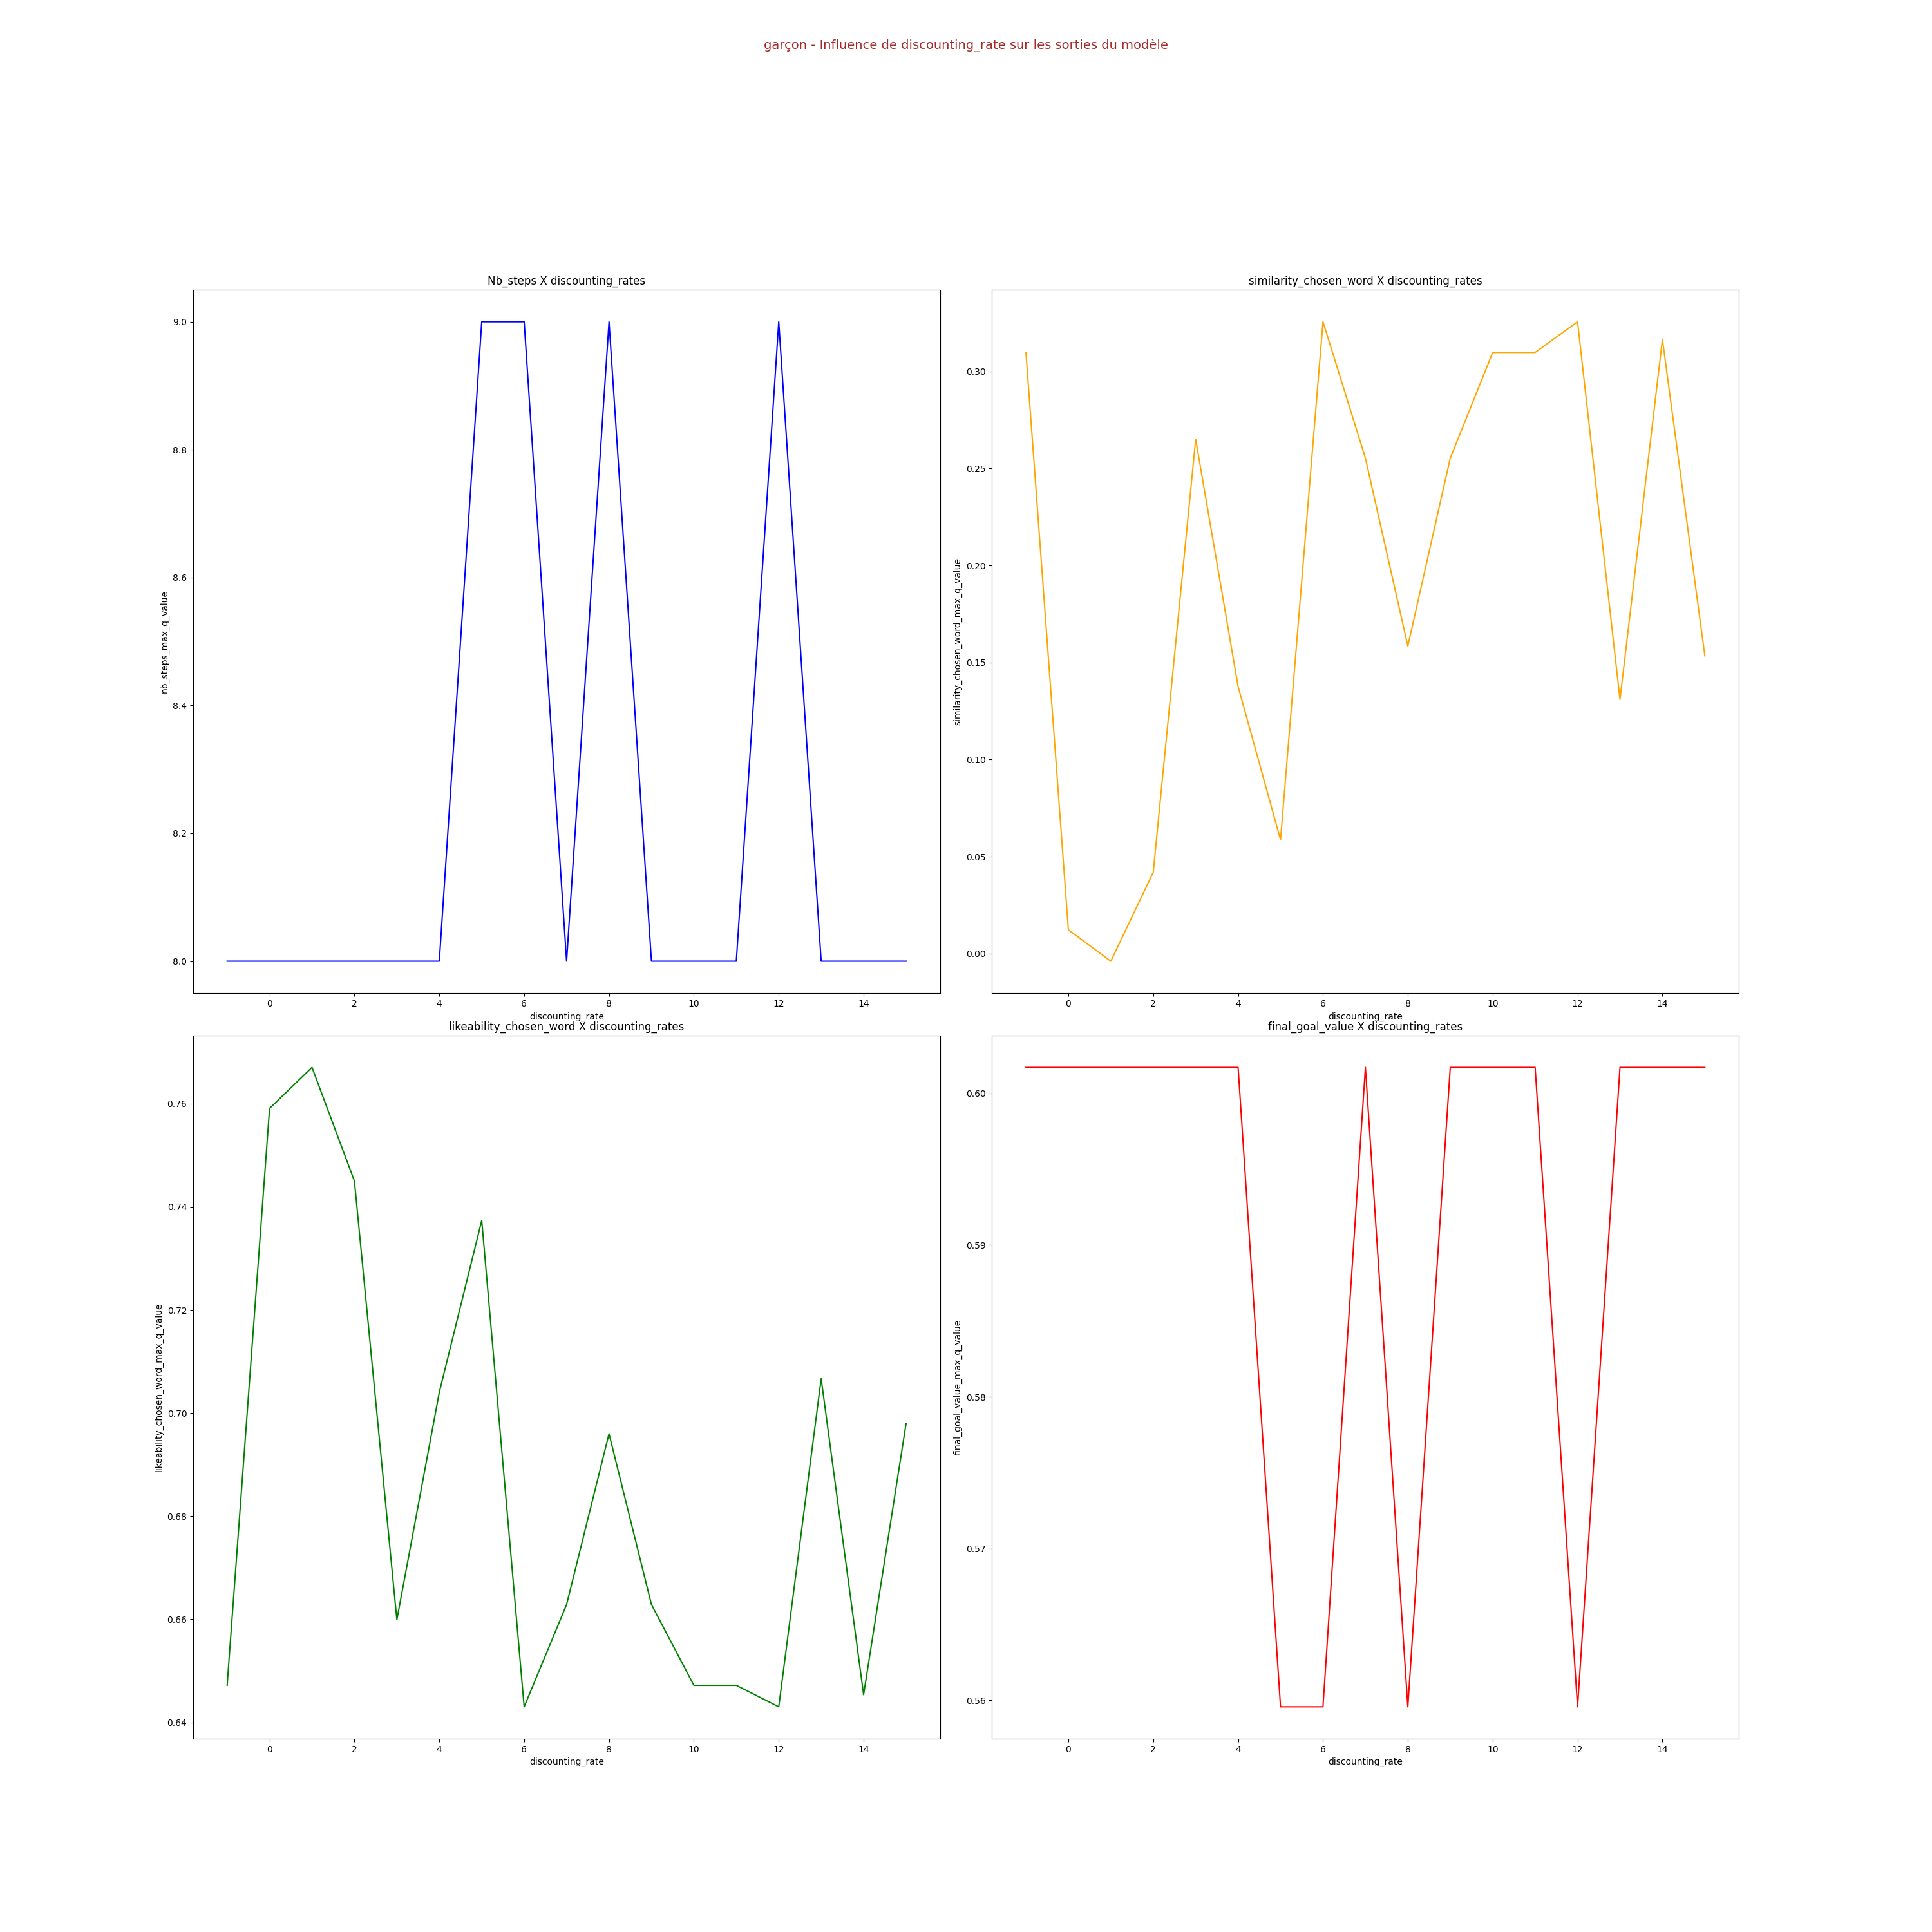 garçon - Influence de discounting_rate sur les sorties du modèle
Nb_steps X discounting_rates
nb_steps_max_q_value
9.0
8.8
8.6
8.4
8.2
8.0
0 2 4 6 8 10 12 14
discounting_rate
similarity_chosen_word X discounting_rates
similarity_chosen_word_max_q_value
0.30
0.25
0.20
0.15
0.10
0.05
0.00
0 2 4 6 8 10 12 14
discounting_rate
likeability_chosen_word X discounting_rates
likeability_chosen_word_max_q_value
0.76
0.74
0.72
0.70
0.68
0.66
0.64
0 2 4 6 8 10 12 14
discounting_rate
final_goal_value X discounting_rates
final_goal_value_max_q_value
0.60
0.59
0.58
0.57
0.56
0 2 4 6 8 10 12 14
discounting_rate